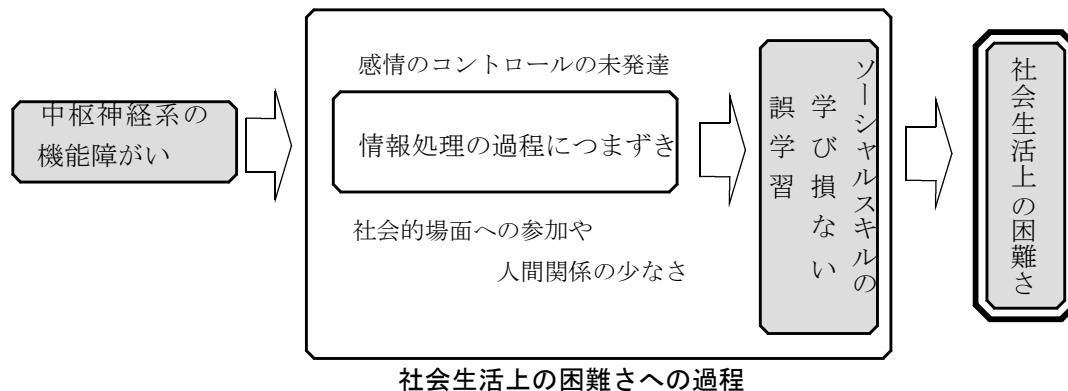 中枢神経系の
機能障がい
感情のコントロールの未発達
情報処理の過程につまずき
社会的場面への参加や
人間関係の少なさ
ソーシャルスキルの
学び損ない
誤学習
社会生活上の困難さ
社会生活上の困難さへの過程